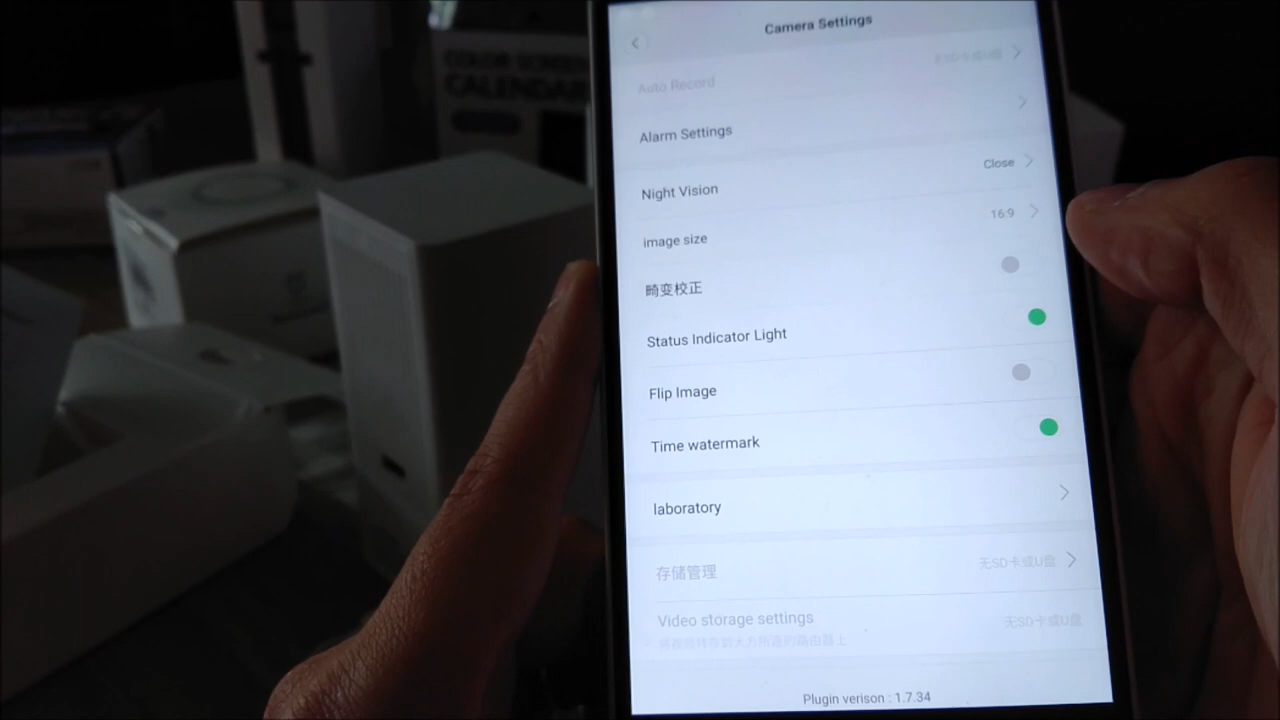 COLOR SCREEN
CALENDAR
Camera Settings
Auto Record
Alarm Settings
Night Vision Close
image size 16:9
畸变校正
Status Indicator Light
Flip Image
Time watermark
laboratory
存储管理 无SD卡或U盘
Video storage settings 无SD卡或U盘
Plugin verison : 1.7.34